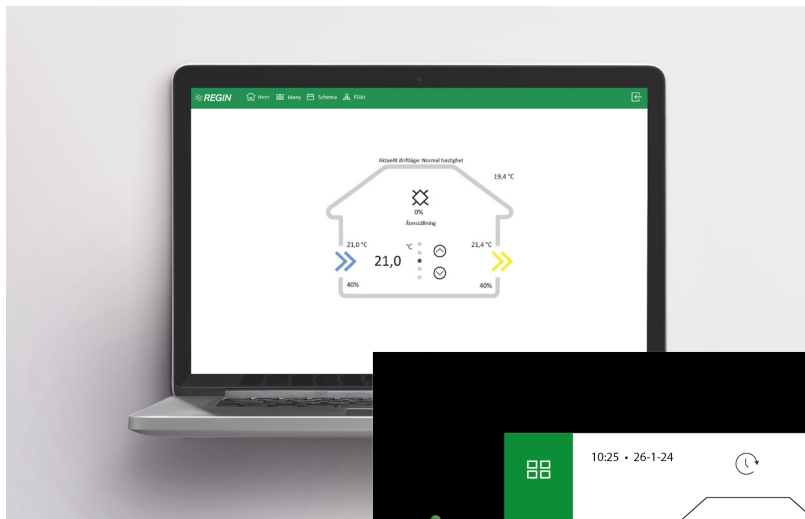 REGIN Hem Meny Schema Fläkt
Aktuellt driftläge: Normal hastighet
19,4 °C
0%
Återställning
21,0 °C
°C
21,4 °C
21,0
40%
40%
10:25 • 26-1-24